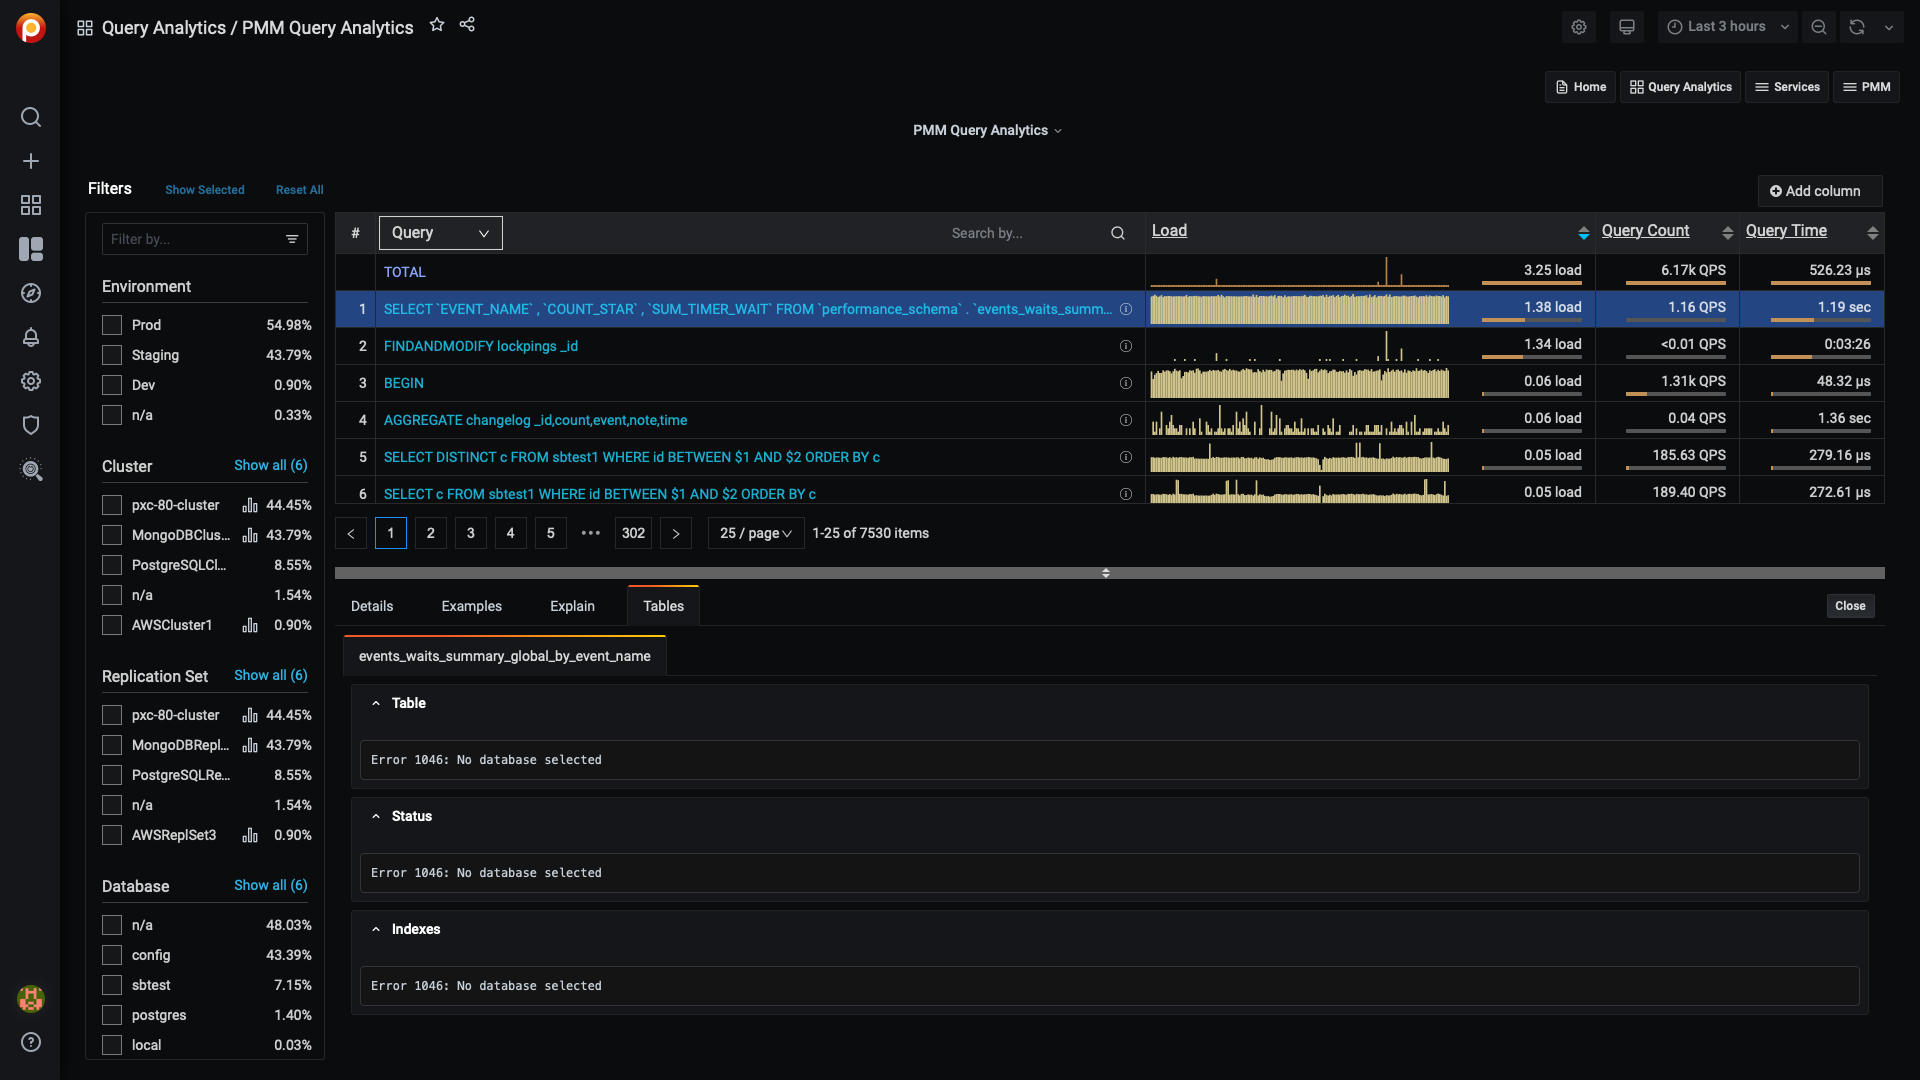 Query Analytics / PMM Query Analytics
Last 3 hours
Home
Query Analytics
Services
PMM
PMM Query Analytics
Filters
Show Selected
Reset All
Add column
Filter by...
Environment
Prod 54.98%
Staging 43.79%
Dev 0.90%
n/a 0.33%
Cluster Show all (6)
pxc-80-cluster 44.45%
MongoDBClus... 43.79%
PostgreSQLCl... 8.55%
n/a 1.54%
AWSCluster1 0.90%
Replication Set Show all (6)
pxc-80-cluster 44.45%
MongoDBRepl... 43.79%
PostgreSQLRe... 8.55%
n/a 1.54%
AWSReplSet3 0.90%
Database Show all (6)
n/a 48.03%
config 43.39%
sbtest 7.15%
postgres 1.40%
local 0.03%
# Query Search by... Load Query Count Query Time
TOTAL 3.25 load 6.17k QPS 526.23 µs
1 SELECT `EVENT_NAME` , `COUNT_STAR` , `SUM_TIMER_WAIT` FROM `performance_schema` . `events_waits_summ... 1.38 load 1.16 QPS 1.19 sec
2 FINDANDMODIFY lockpings _id 1.34 load <0.01 QPS 0:03:26
3 BEGIN 0.06 load 1.31k QPS 48.32 µs
4 AGGREGATE changelog _id,count,event,note,time 0.06 load 0.04 QPS 1.36 sec
5 SELECT DISTINCT c FROM sbtest1 WHERE id BETWEEN $1 AND $2 ORDER BY c 0.05 load 185.63 QPS 279.16 µs
6 SELECT c FROM sbtest1 WHERE id BETWEEN $1 AND $2 ORDER BY c 0.05 load 189.40 QPS 272.61 µs
< 1 2 3 4 5 ••• 302 > 25 / page 1-25 of 7530 items
Details Examples Explain Tables Close
events_waits_summary_global_by_event_name
Table
Error 1046: No database selected
Status
Error 1046: No database selected
Indexes
Error 1046: No database selected